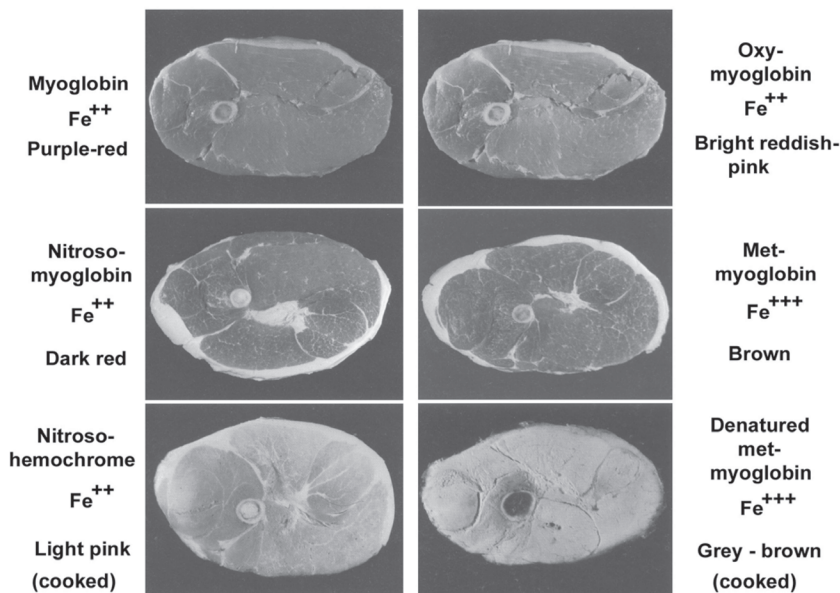 Myoglobin
Fe++
Purple-red
Oxy-
myoglobin
Fe++
Bright reddish-
pink
Nitroso-
myoglobin
Fe++
Dark red
Met-
myoglobin
Fe+++
Brown
Nitroso-
hemochrome
Fe++
Light pink
(cooked)
Denatured
met-
myoglobin
Fe+++
Grey - brown
(cooked)